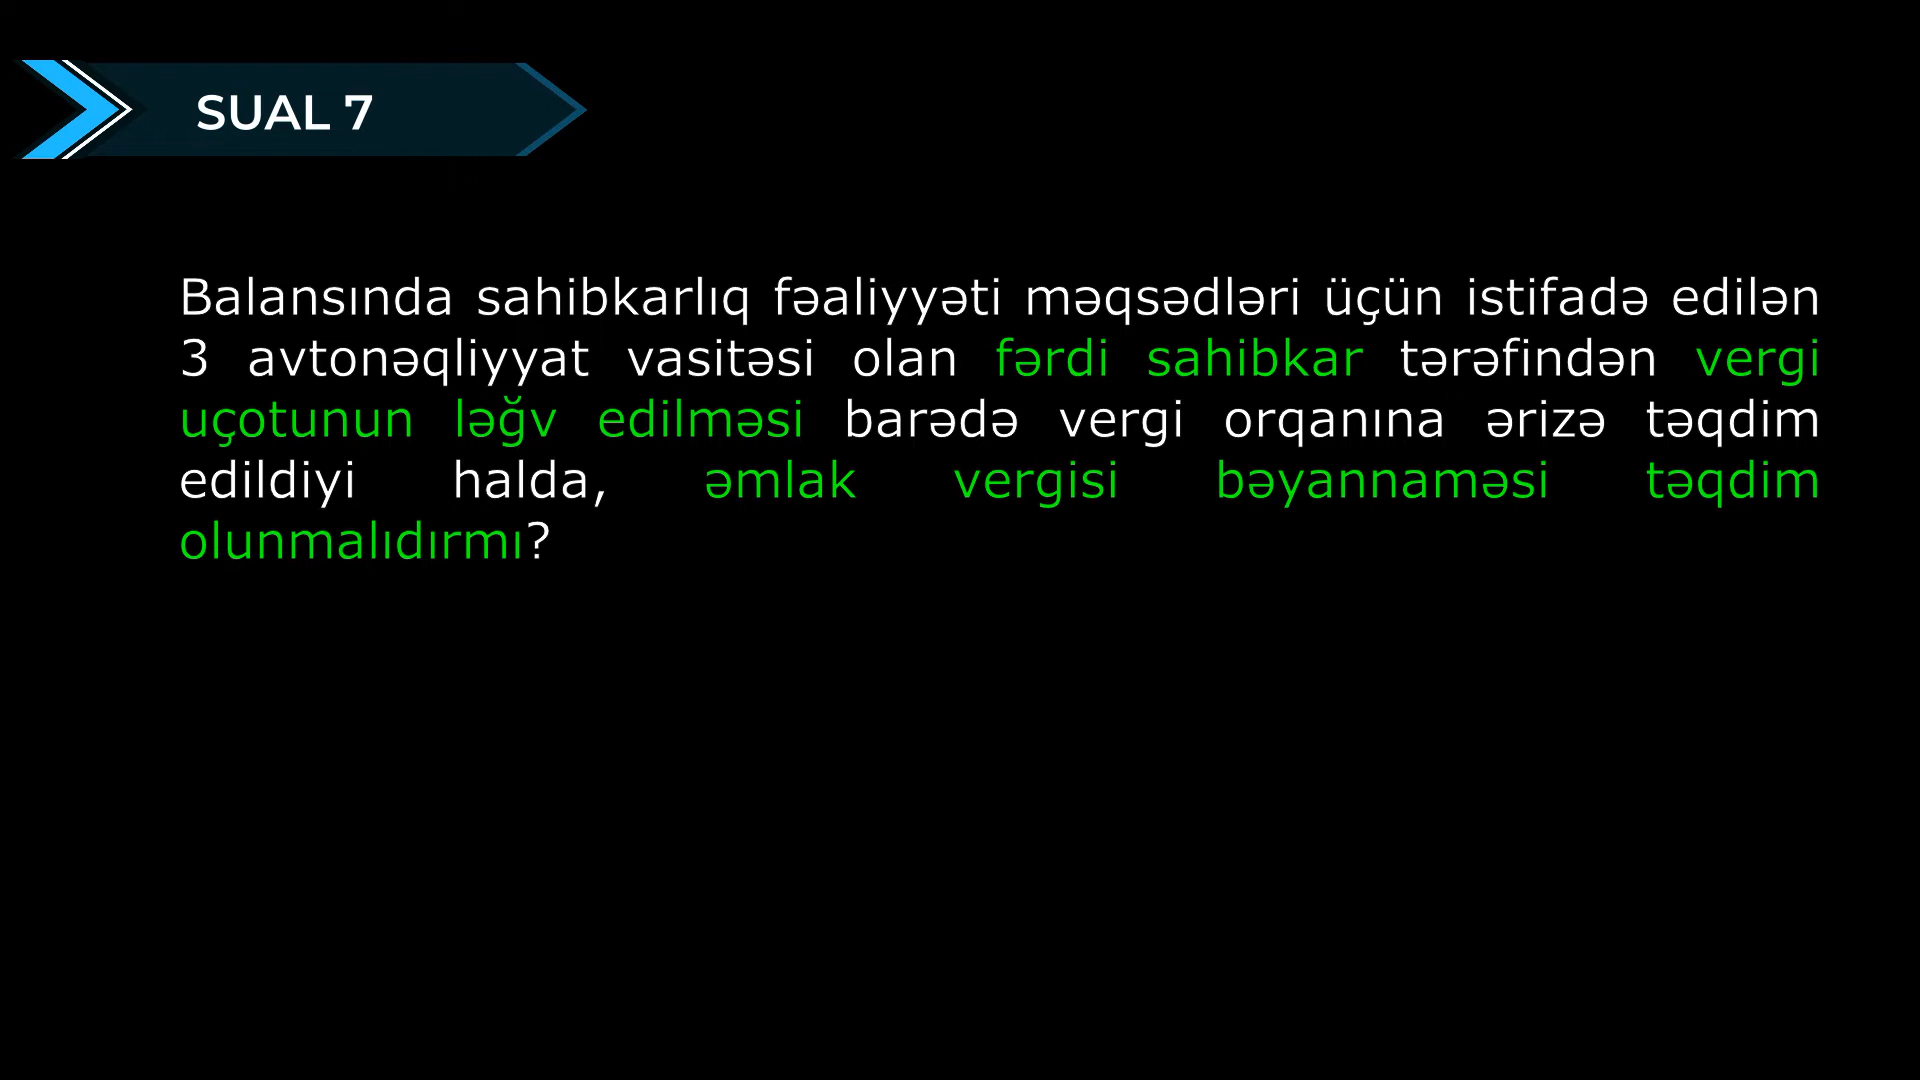 SUAL 7
Balansında sahibkarlıq fəaliyyəti məqsədləri üçün istifadə edilən
3 avtonəqliyyat vasitəsi olan fərdi sahibkar tərəfindən vergi
uçotunun ləğv edilməsi barədə vergi orqanına ərizə təqdim
edildiyi halda, əmlak vergisi bəyannaməsi təqdim
olunmalıdırmı?